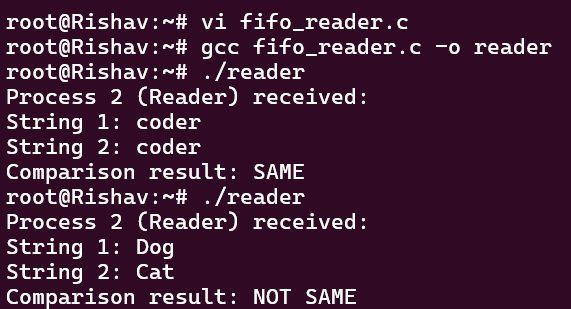 root@Rishav:~# vi fifo_reader.c
root@Rishav:~# gcc fifo_reader.c -o reader
root@Rishav:~# ./reader
Process 2 (Reader) received:
String 1: coder
String 2: coder
Comparison result: SAME
root@Rishav:~# ./reader
Process 2 (Reader) received:
String 1: Dog
String 2: Cat
Comparison result: NOT SAME